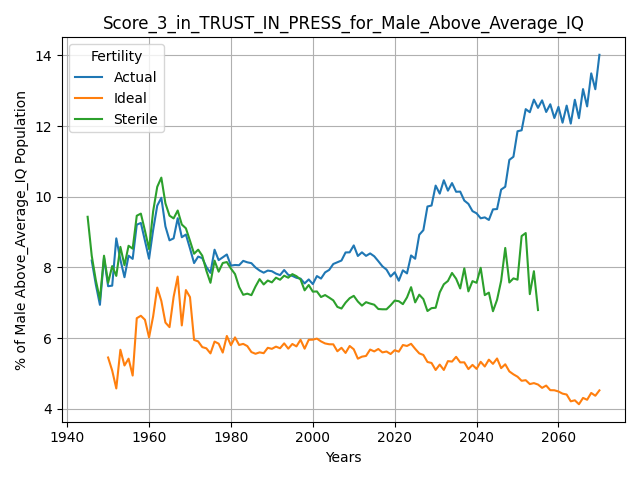 Score_3_in_TRUST_IN_PRESS_for_Male_Above_Average_IQ
Fertility
Actual
Ideal
Sterile
% of Male Above_Average_IQ Population
14
12
10
8
6
4
1940
1960
1980
2000
2020
2040
2060
Years